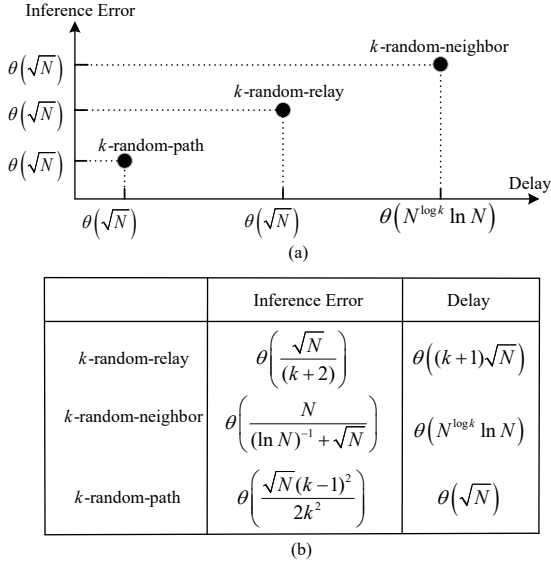 Inference Error
k-random-neighbor
θ(√N)
k-random-relay
θ(√N)
k-random-path
θ(√N)
Delay
θ(√N) θ(√N) θ(N^{log k} ln N)
(a)
Inference Error Delay
k-random-relay θ(√N/(k+2)) θ((k+1)√N)
k-random-neighbor θ(N/((ln N)^{-1}+√N)) θ(N^{log k} ln N)
k-random-path θ(√N(k−1)^2/2k^2) θ(√N)
(b)